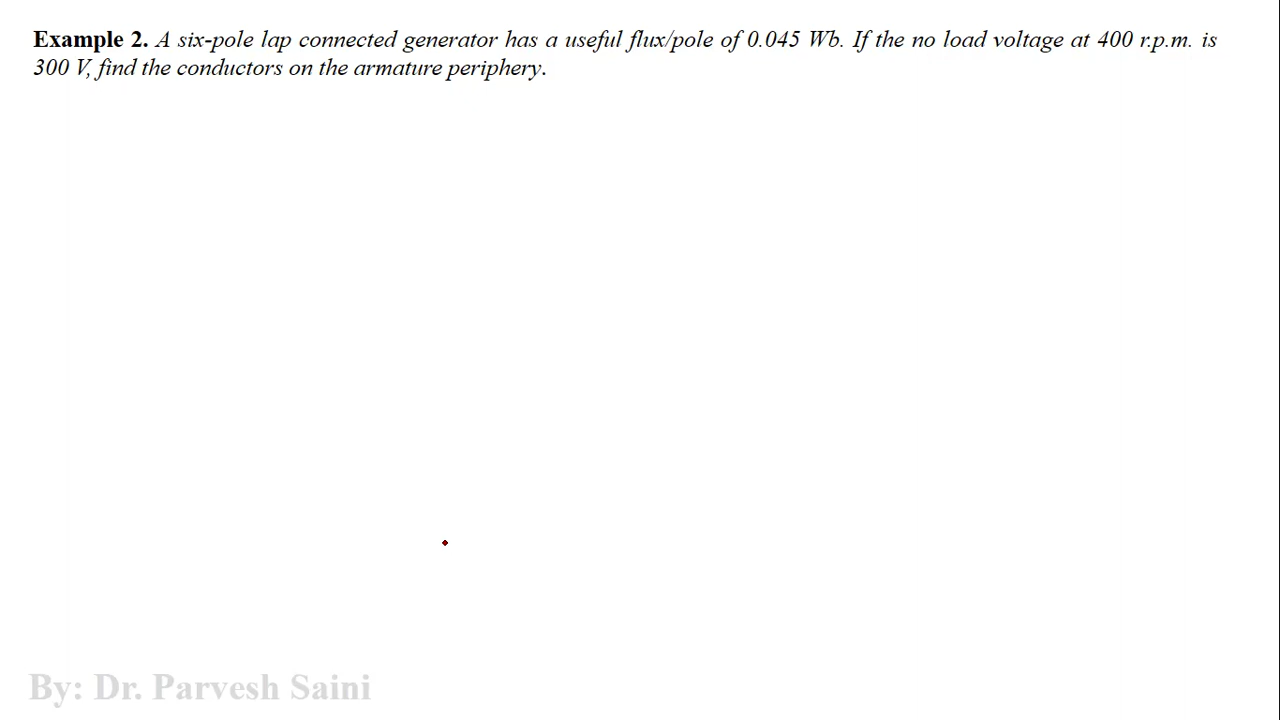 Example 2. A six-pole lap connected generator has a useful flux/pole of 0.045 Wb. If the no load voltage at 400 r.p.m. is
300 V, find the conductors on the armature periphery.
By: Dr. Parvesh Saini